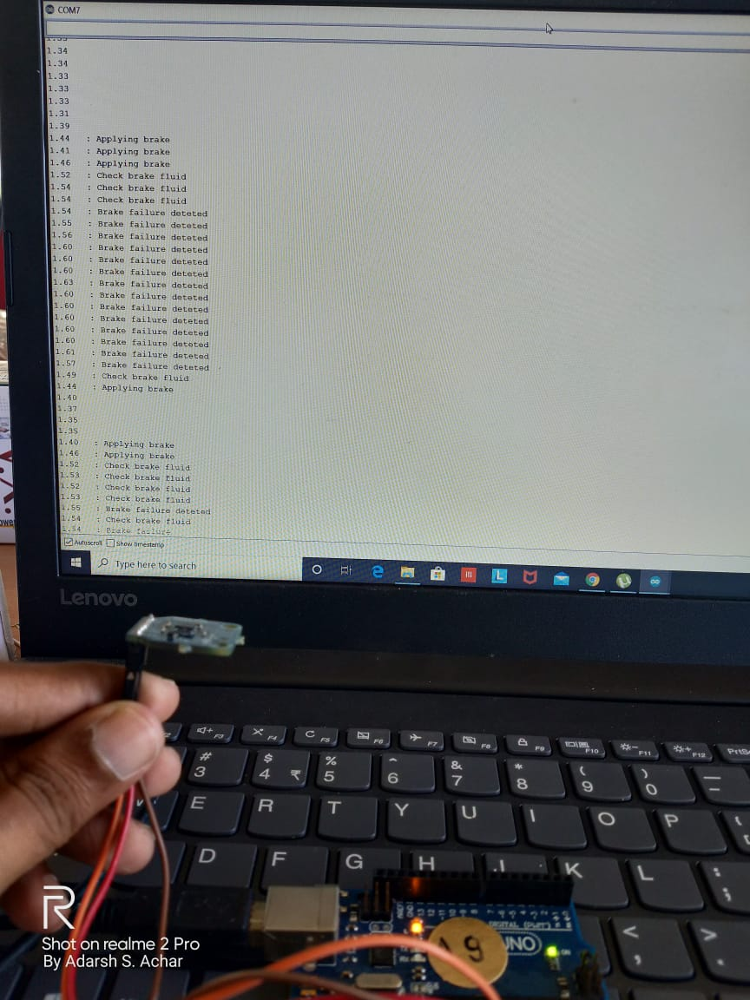 COM7
1.34
1.34
1.33
1.33
1.33
1.31
1.39
1.44 : Applying brake
1.41 : Applying brake
1.46 : Applying brake
1.52 : Check brake fluid
1.54 : Check brake fluid
1.54 : Check brake fluid
1.54 : Brake failure deteted
1.55 : Brake failure deteted
1.56 : Brake failure deteted
1.60 : Brake failure deteted
1.60 : Brake failure deteted
1.60 : Brake failure deteted
1.63 : Brake failure deteted
1.60 : Brake failure deteted
1.60 : Brake failure deteted
1.60 : Brake failure deteted
1.60 : Brake failure deteted
1.60 : Brake failure deteted
1.61 : Brake failure deteted
1.57 : Brake failure deteted
1.49 : Check brake fluid
1.44 : Applying brake
1.40
1.37
1.35
1.35
1.40 : Applying brake
1.46 : Applying brake
1.52 : Check brake fluid
1.53 : Check brake fluid
1.52 : Check brake fluid
1.53 : Check brake fluid
1.55 : Brake failure deteted
1.54 : Check brake fluid
1.54 : Brake failure
Autoscroll Show timestamp
Type here to search
Lenovo
F3 F4 F5 F6 F7 F8 F9 F10 F11 F12 PrtS
# $ % ^ & * ( )
3 4 ₹ 5 6 7 8 9 0
E R T Y U I O P
D F G H J K L : ;
< ,
> .
DIGITAL (PWM~)
UNO
ON
19
R
Shot on realme 2 Pro
By Adarsh S. Achar